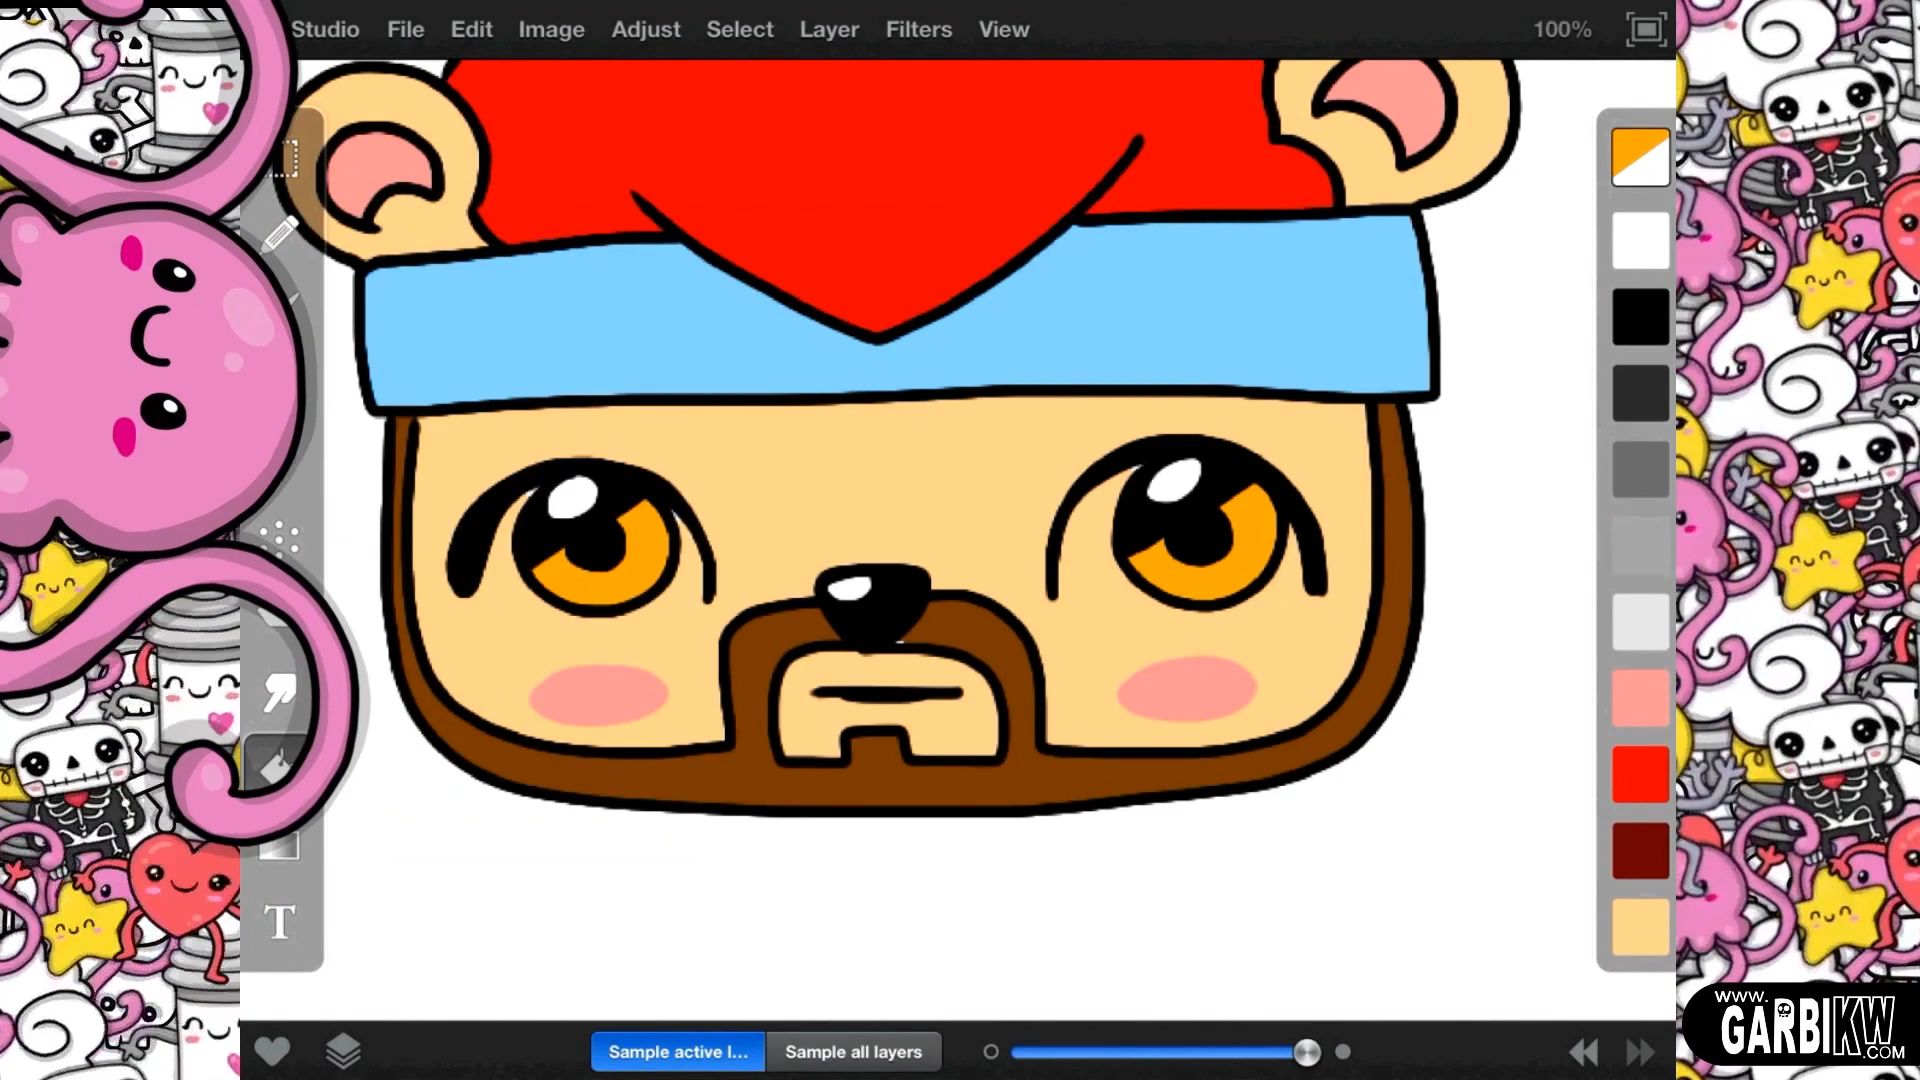 Studio File Edit Image Adjust Select Layer Filters View 100%
T
Sample active l... Sample all layers
WWW.
GARBIKW
.COM